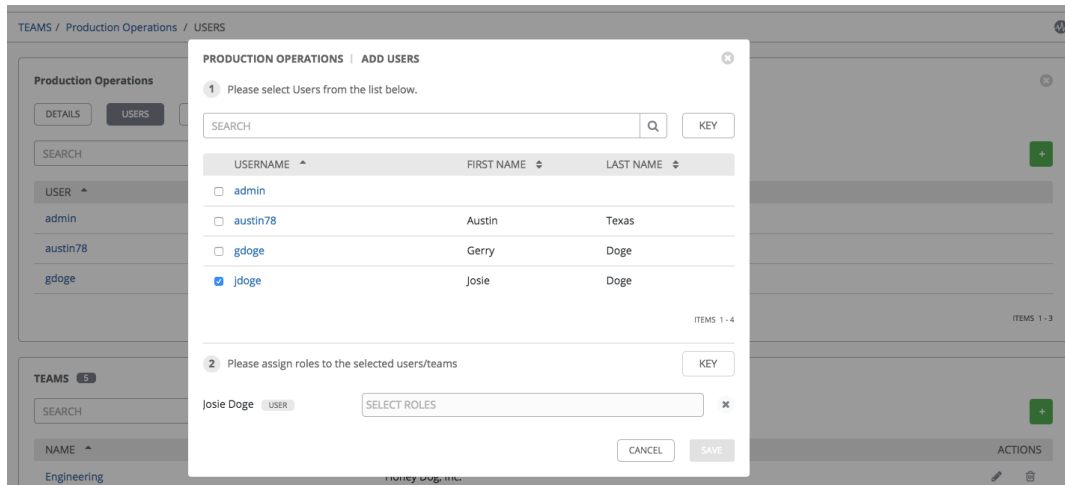 TEAMS / Production Operations / USERS
Production Operations
DETAILS USERS
SEARCH
USER
admin
austin78
gdoge
ITEMS 1 - 3
TEAMS 5
SEARCH
NAME ACTIONS
Engineering Honey Dog, Inc.
PRODUCTION OPERATIONS | ADD USERS
1 Please select Users from the list below.
SEARCH KEY
USERNAME FIRST NAME LAST NAME
admin
austin78 Austin Texas
gdoge Gerry Doge
jdoge Josie Doge
ITEMS 1 - 4
2 Please assign roles to the selected users/teams KEY
Josie Doge USER SELECT ROLES
CANCEL SAVE